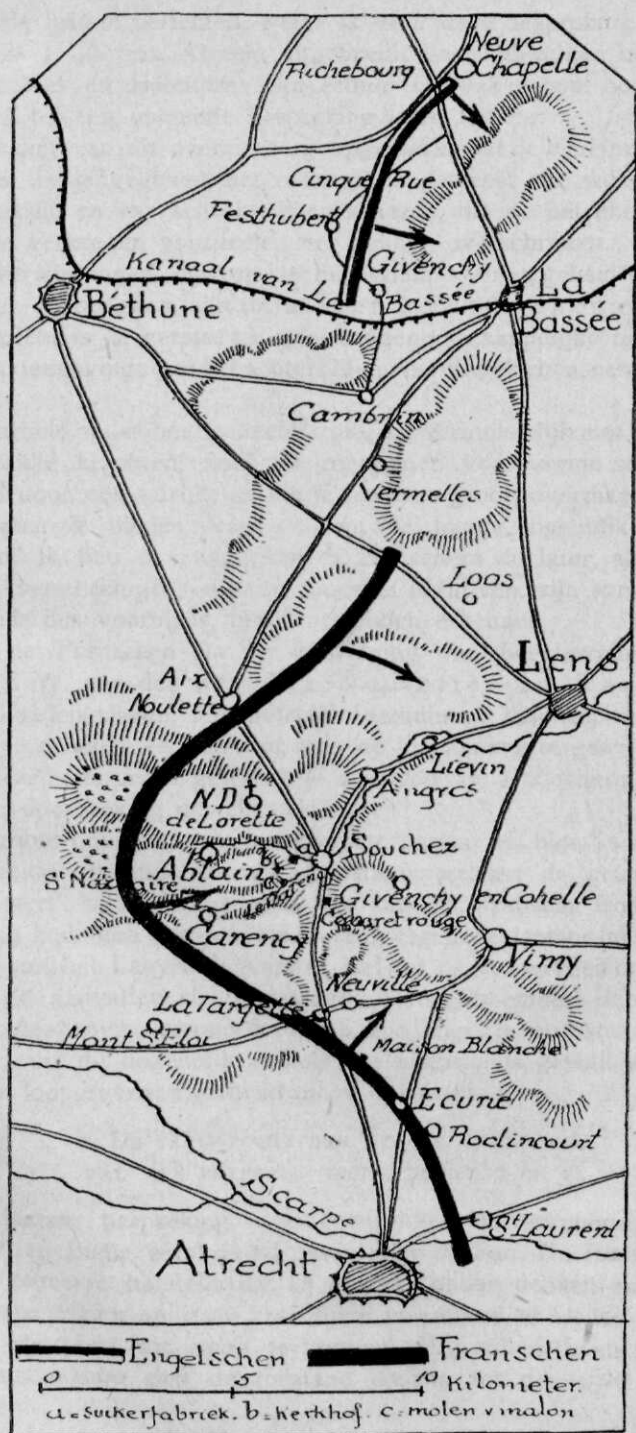 Neuve
Chapelle
Richebourg
Cinque Rue
Festhubert
Givenchy
Kanaal van La Bassée
Béthune
La
Bassée
Cambrin
Vermelles
Loos
Lens
Aix
Noulette
Liévin
Angres
N.D
de Lorette
a
Souchez
Ablain
St Nazaire
Carency
Givenchy en Cohelle
Cabaret rouge
Vimy
Neuville
La Targette
Mont St Eloi
Maison Blanche
Ecurie
Roclincourt
Scarpe
St Laurent
Atrecht
Engelschen Franschen
0 5 10 Kilometer.
a = Suikerfabriek. b = Kerkhof. c = molen v malon